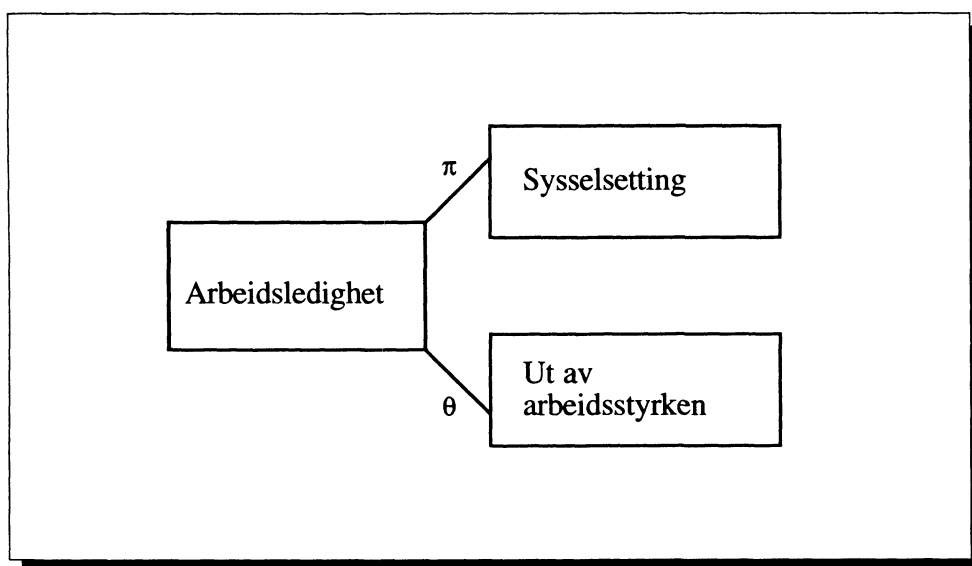 π
Sysselsetting
Arbeidsledighet
Ut av
arbeidsstyrken
θ